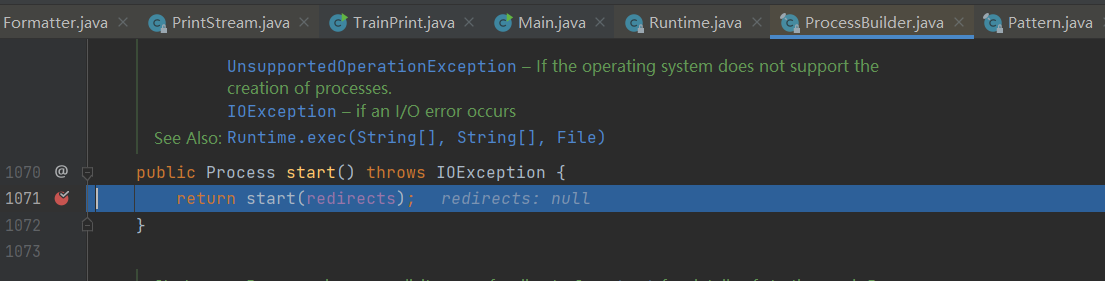 Formatter.java PrintStream.java TrainPrint.java Main.java Runtime.java ProcessBuilder.java Pattern.java
UnsupportedOperationException – If the operating system does not support the
creation of processes.
IOException – if an I/O error occurs
See Also: Runtime.exec(String[], String[], File)
1070 @ public Process start() throws IOException {
1071 return start(redirects); redirects: null
1072 }
1073